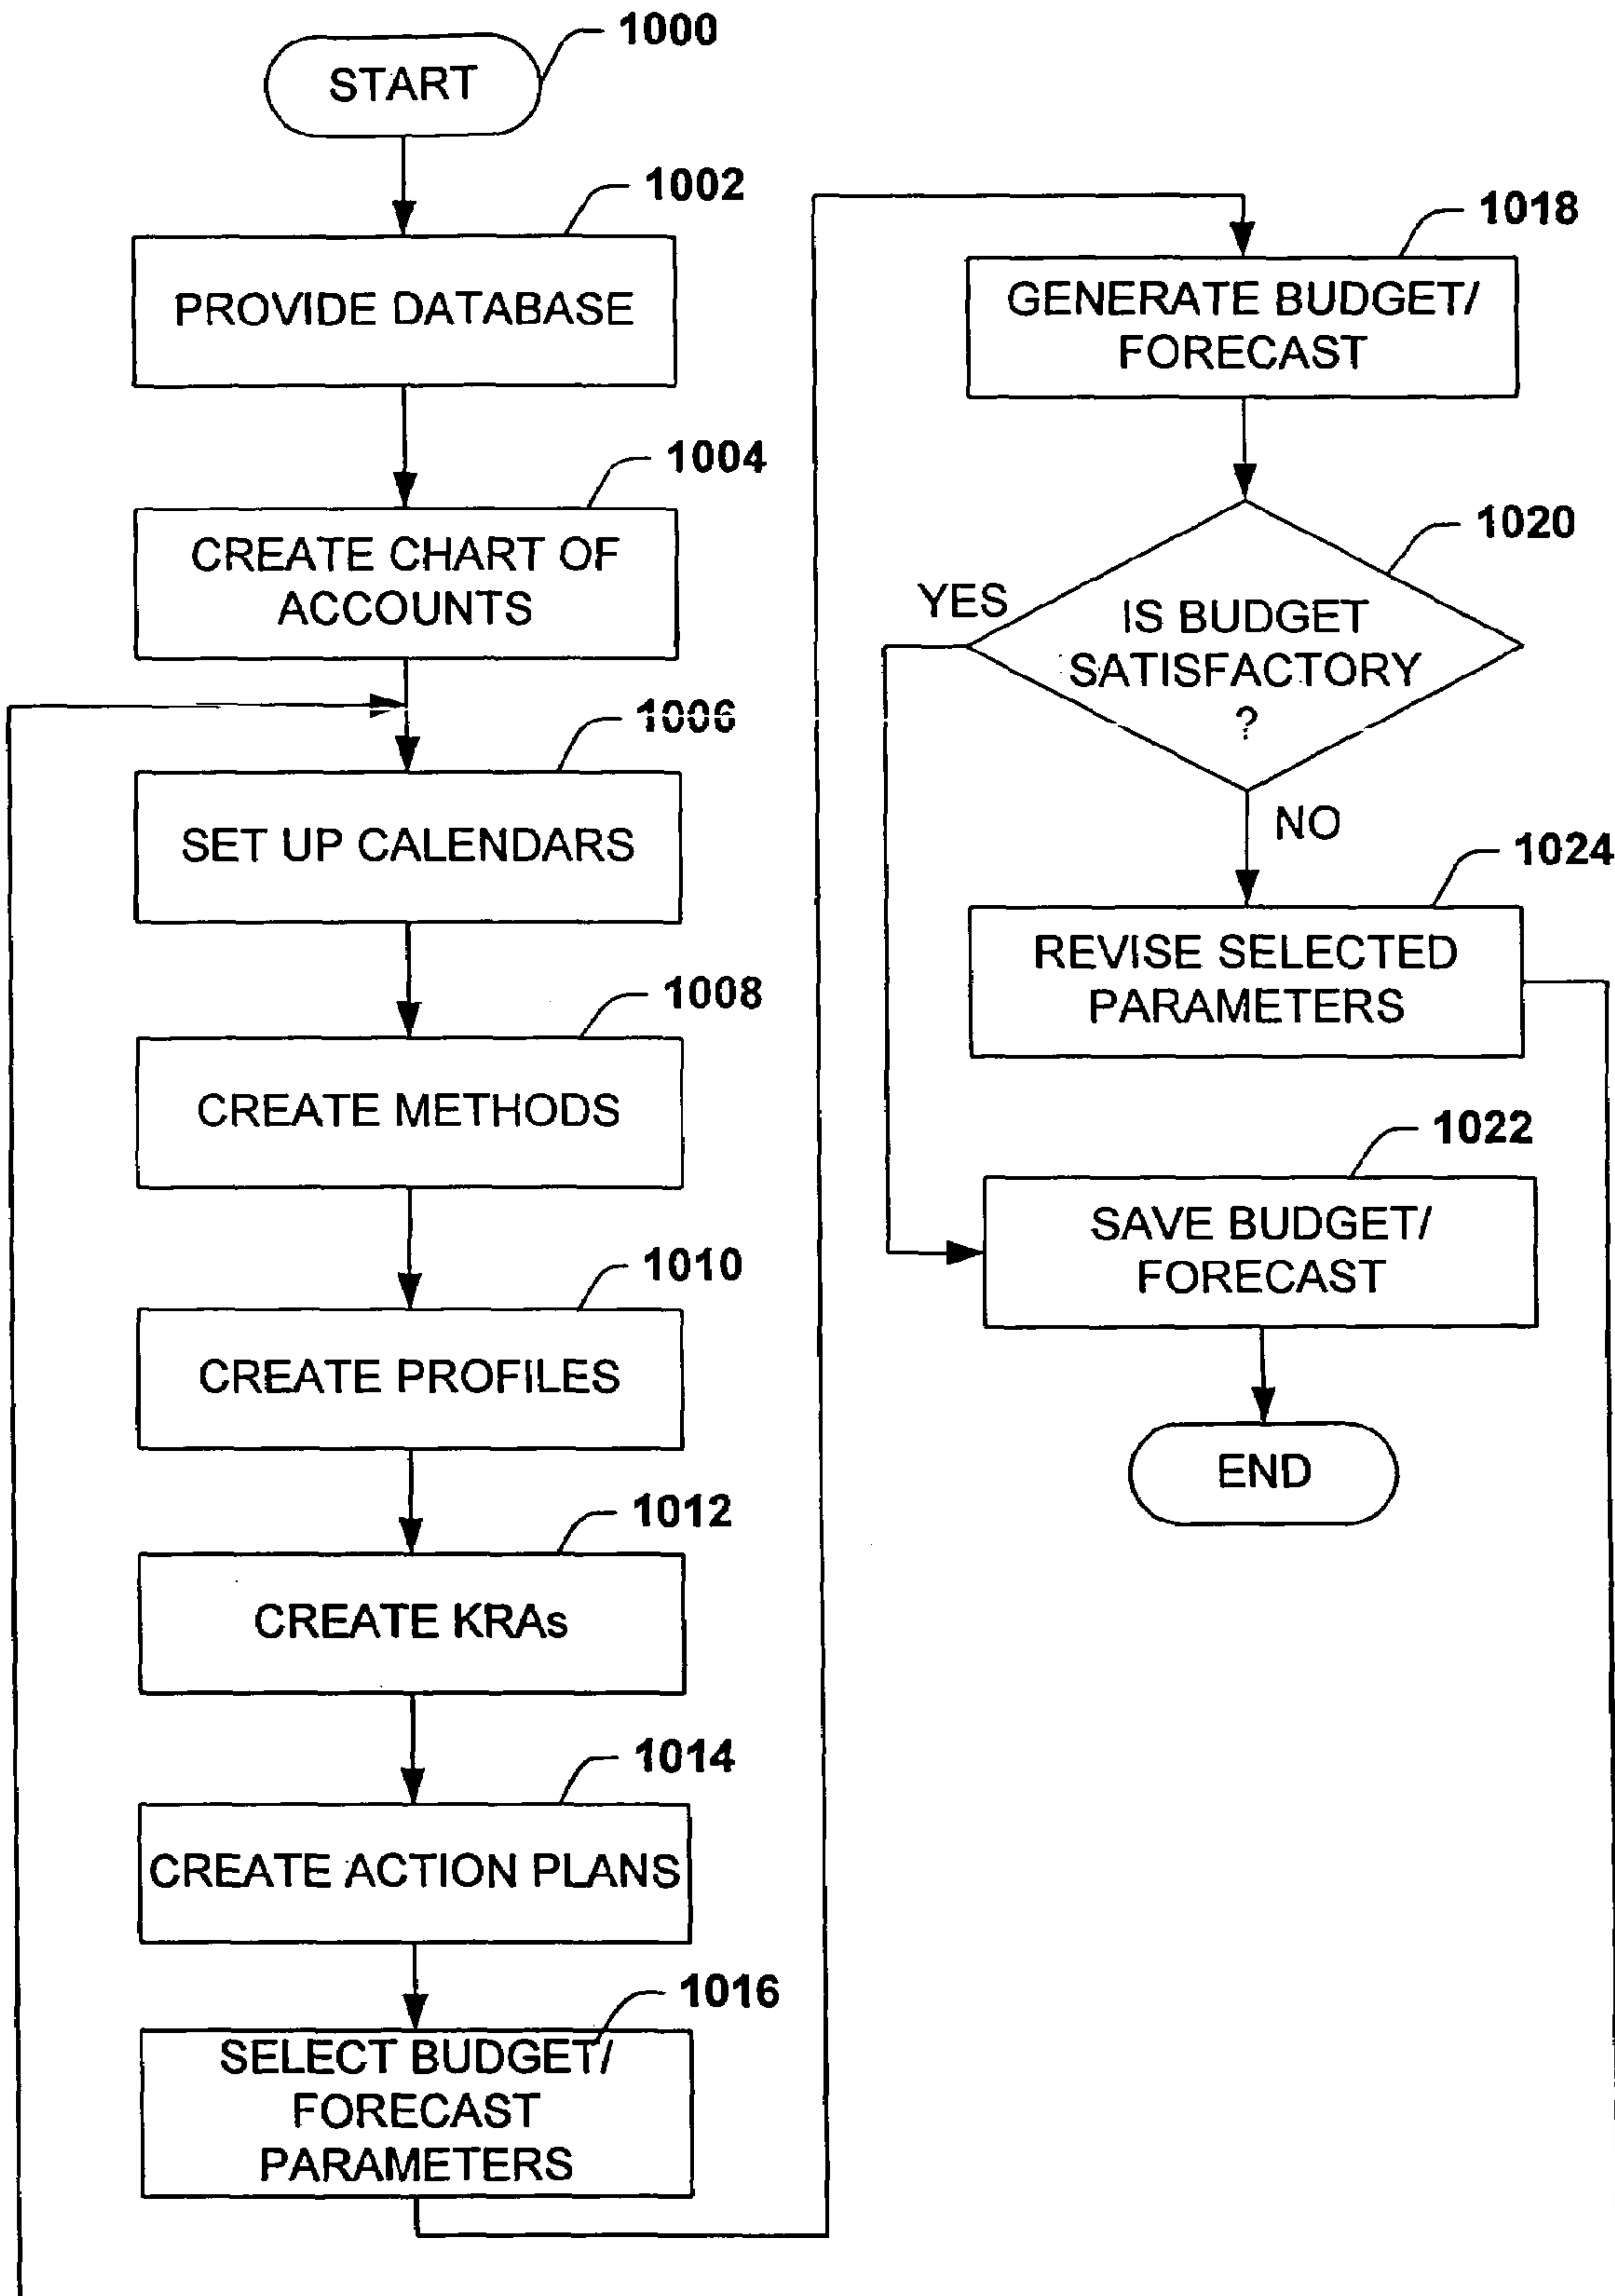 1000
START
1002
PROVIDE DATABASE
1004
CREATE CHART OF
ACCOUNTS
1006
SET UP CALENDARS
1008
CREATE METHODS
1010
CREATE PROFILES
1012
CREATE KRAs
1014
CREATE ACTION PLANS
1016
SELECT BUDGET/
FORECAST
PARAMETERS
1018
GENERATE BUDGET/
FORECAST
1020
YES
IS BUDGET
SATISFACTORY
?
NO
1024
REVISE SELECTED
PARAMETERS
1022
SAVE BUDGET/
FORECAST
END